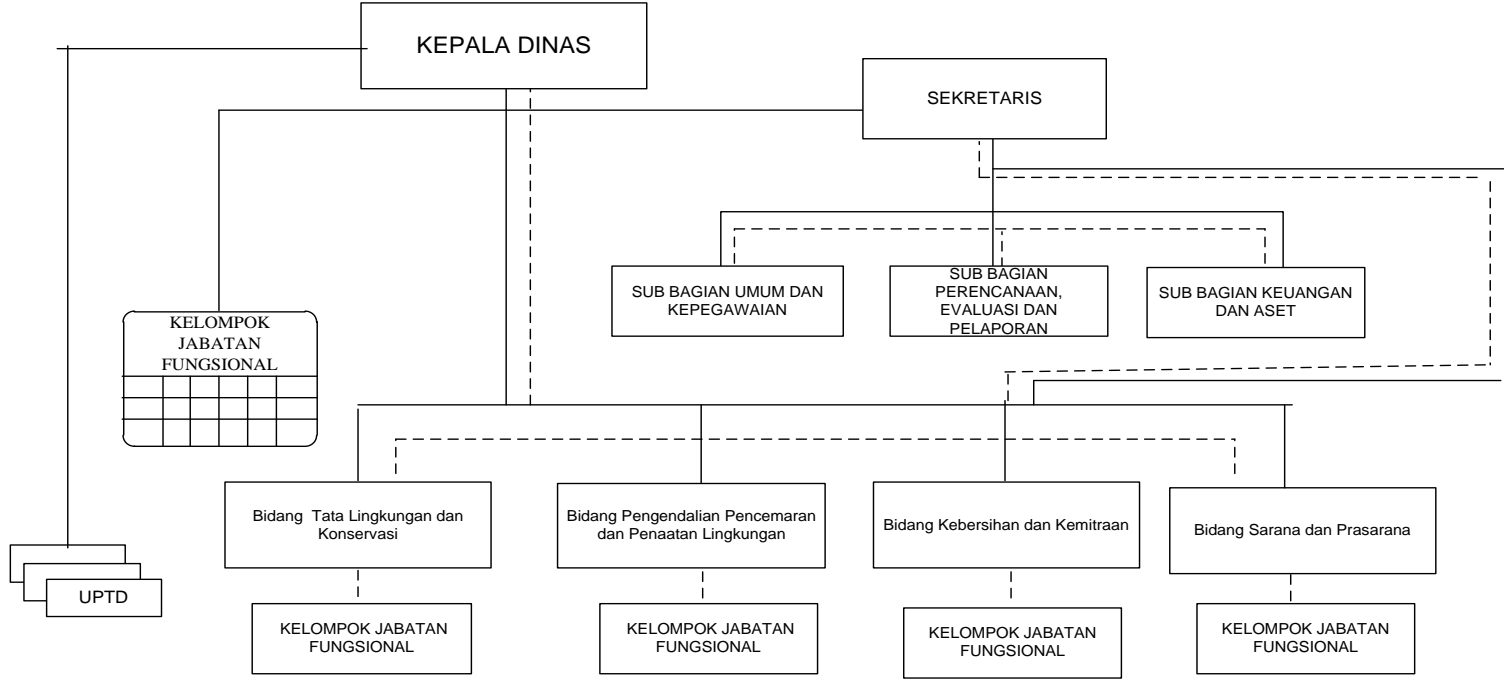 KEPALA DINAS
SEKRETARIS
SUB BAGIAN UMUM DAN
KEPEGAWAIAN
SUB BAGIAN
PERENCANAAN,
EVALUASI DAN
PELAPORAN
SUB BAGIAN KEUANGAN
DAN ASET
KELOMPOK
JABATAN
FUNGSIONAL
Bidang Tata Lingkungan dan
Konservasi
Bidang Pengendalian Pencemaran
dan Penaatan Lingkungan
Bidang Kebersihan dan Kemitraan
Bidang Sarana dan Prasarana
UPTD
KELOMPOK JABATAN
FUNGSIONAL
KELOMPOK JABATAN
FUNGSIONAL
KELOMPOK JABATAN
FUNGSIONAL
KELOMPOK JABATAN
FUNGSIONAL